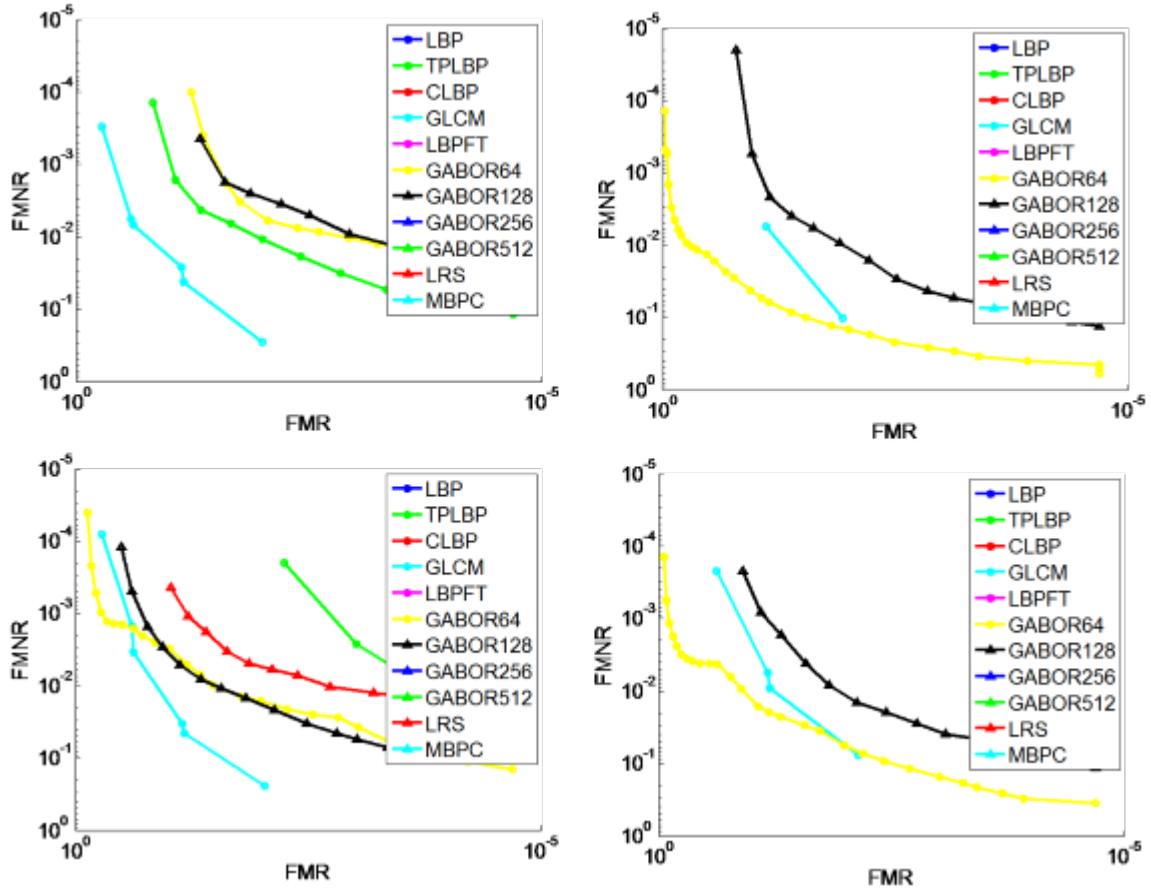 10^-5
LBP
TPLBP
10^-4
CLBP
GLCM
LBPFT
10^-3
GABOR64
GABOR128
FMNR
GABOR256
10^-2
GABOR512
LRS
MBPC
10^-1
10^0
10^0
10^-5
FMR
10^-5
LBP
TPLBP
10^-4
CLBP
GLCM
LBPFT
10^-3
GABOR64
GABOR128
FMNR
GABOR256
10^-2
GABOR512
LRS
MBPC
10^-1
10^0
10^0
10^-5
FMR
10^-5
LBP
TPLBP
10^-4
CLBP
GLCM
LBPFT
10^-3
GABOR64
GABOR128
FMNR
GABOR256
10^-2
GABOR512
LRS
MBPC
10^-1
10^0
10^0
10^-5
FMR
10^-5
LBP
TPLBP
10^-4
CLBP
GLCM
LBPFT
10^-3
GABOR64
GABOR128
FMNR
GABOR256
10^-2
GABOR512
LRS
MBPC
10^-1
10^0
10^0
10^-5
FMR